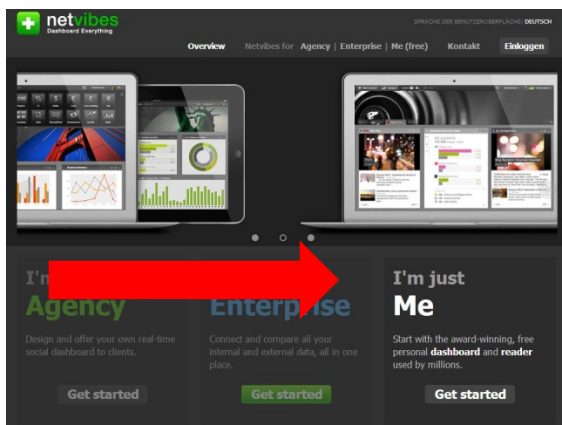 netvibes
Dashboard Everything
SPRACHE DER BENUTZEROBERFLÄCHE: DEUTSCH
Overview Netvibes for Agency | Enterprise | Me (free) Kontakt Einloggen
I'm just
Agency Enterprise Me
Design and offer your own real-time
social dashboard to clients.
Connect and compare all your
internal and external data, all in one
place.
Start with the award-winning, free
personal dashboard and reader
used by millions.
Get started Get started Get started